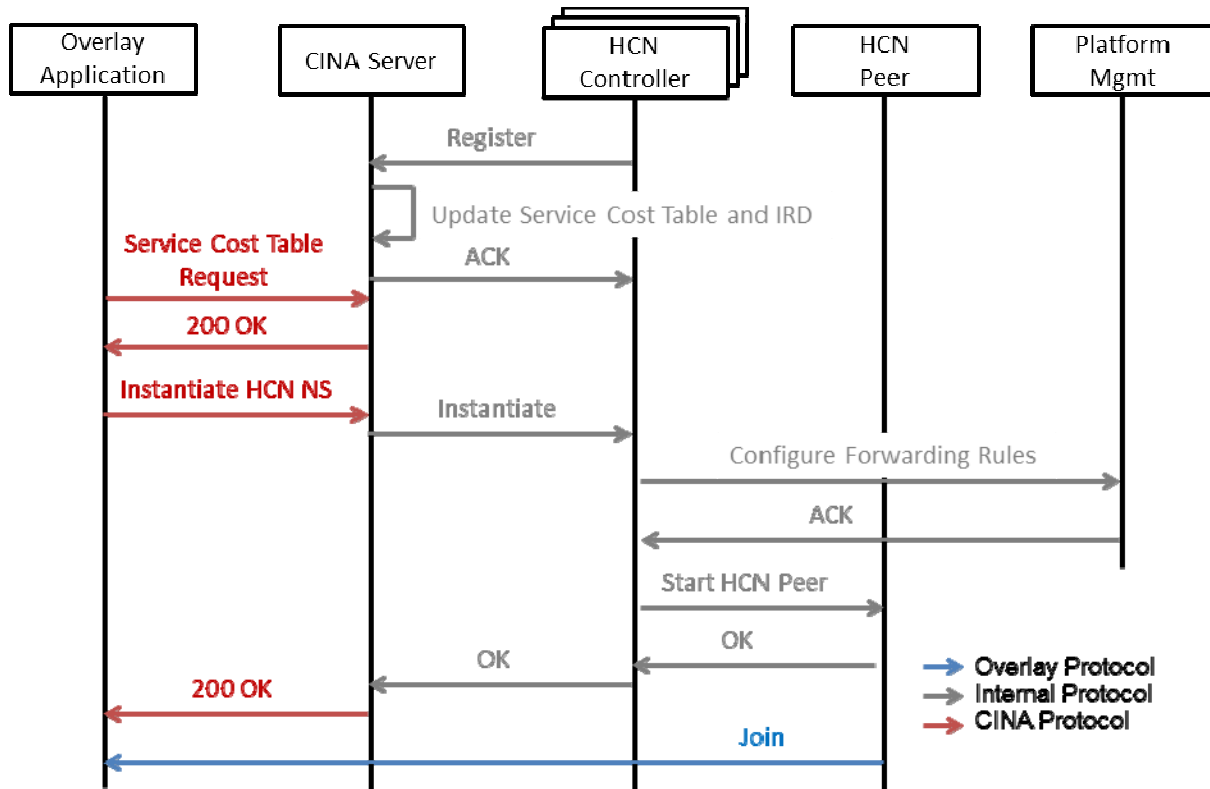 Overlay
Application
CINA Server
HCN
Controller
HCN
Peer
Platform
Mgmt
Register
Update Service Cost Table and IRD
Service Cost Table
Request
ACK
200 OK
Instantiate HCN NS
Instantiate
Configure Forwarding Rules
ACK
Start HCN Peer
OK
OK
200 OK
Join
Overlay Protocol
Internal Protocol
CINA Protocol